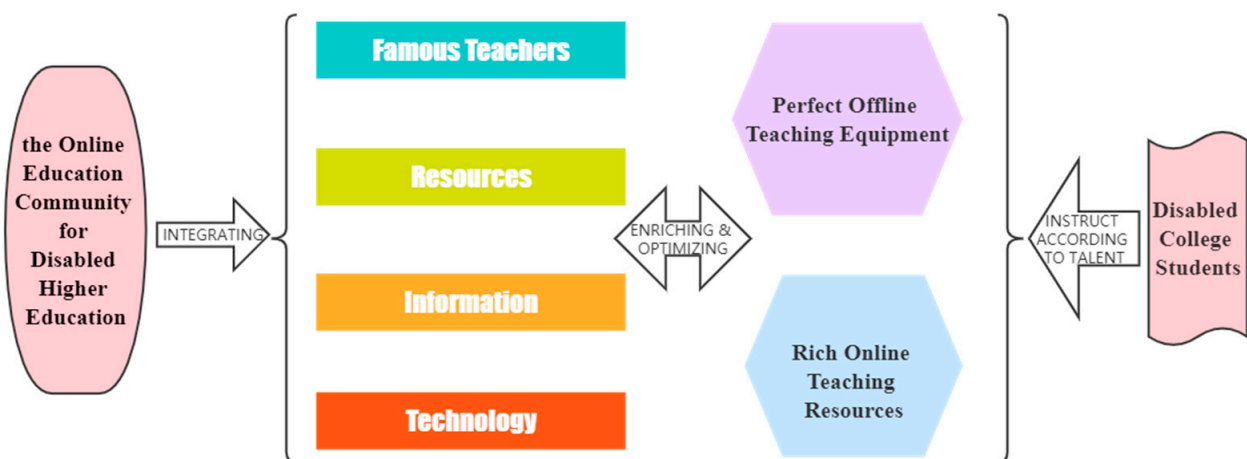 the Online
Education
Community
for
Disabled
Higher
Education
INTEGRATING
Famous Teachers
Resources
Information
Technology
ENRICHING &
OPTIMIZING
Perfect Offline
Teaching Equipment
Rich Online
Teaching
Resources
INSTRUCT
ACCORDING
TO TALENT
Disabled
College
Students